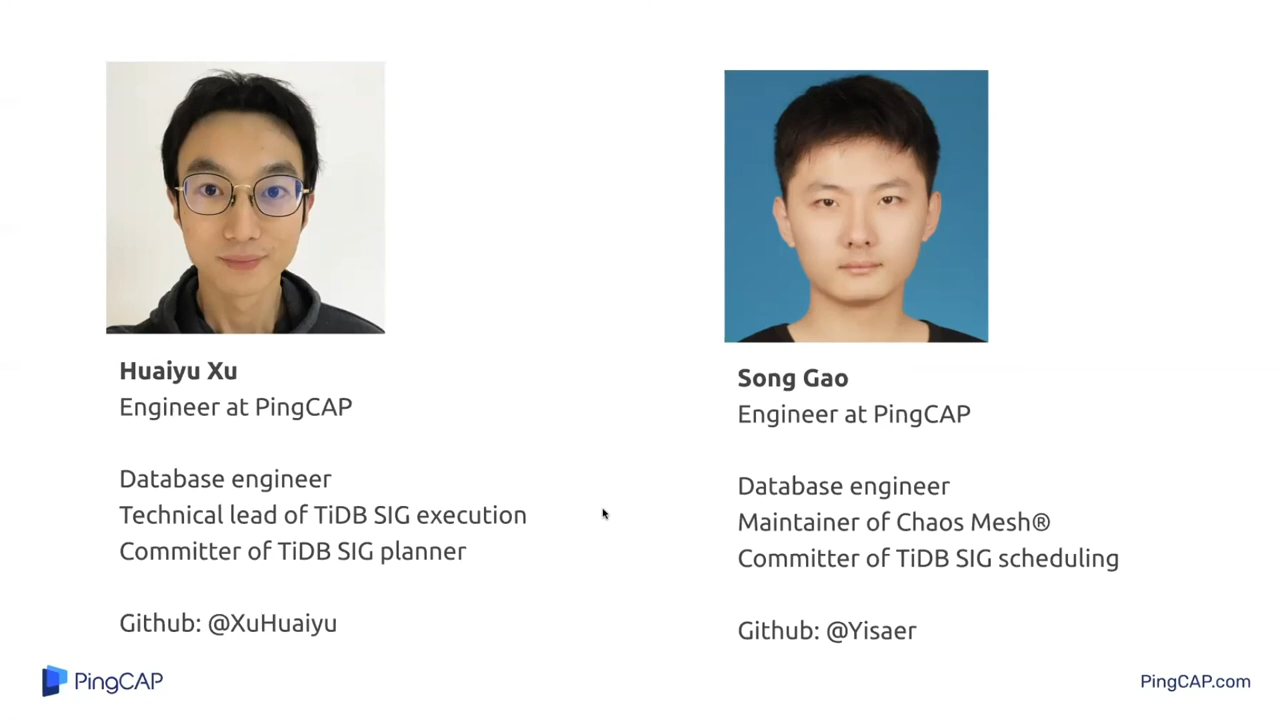 Huaiyu Xu
Engineer at PingCAP
Database engineer
Technical lead of TiDB SIG execution
Committer of TiDB SIG planner
Github: @XuHuaiyu
Song Gao
Engineer at PingCAP
Database engineer
Maintainer of Chaos Mesh®
Committer of TiDB SIG scheduling
Github: @Yisaer
PingCAP
PingCAP.com